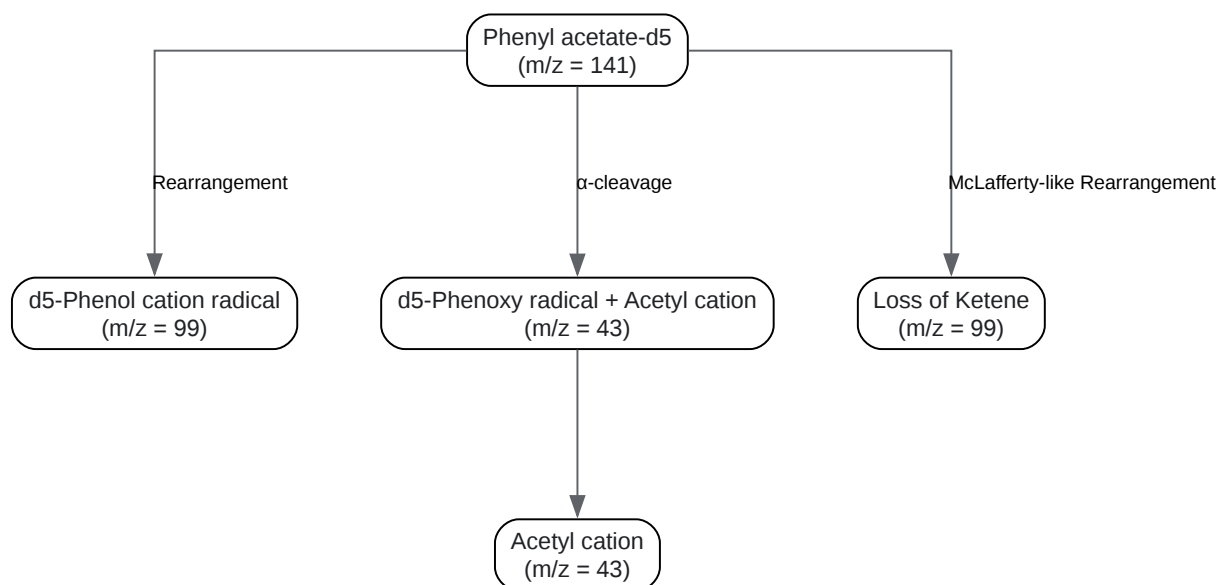 Phenyl acetate-d5
(m/z = 141)
Rearrangement
α-cleavage
McLafferty-like Rearrangement
d5-Phenol cation radical
(m/z = 99)
d5-Phenoxy radical + Acetyl cation
(m/z = 43)
Loss of Ketene
(m/z = 99)
Acetyl cation
(m/z = 43)